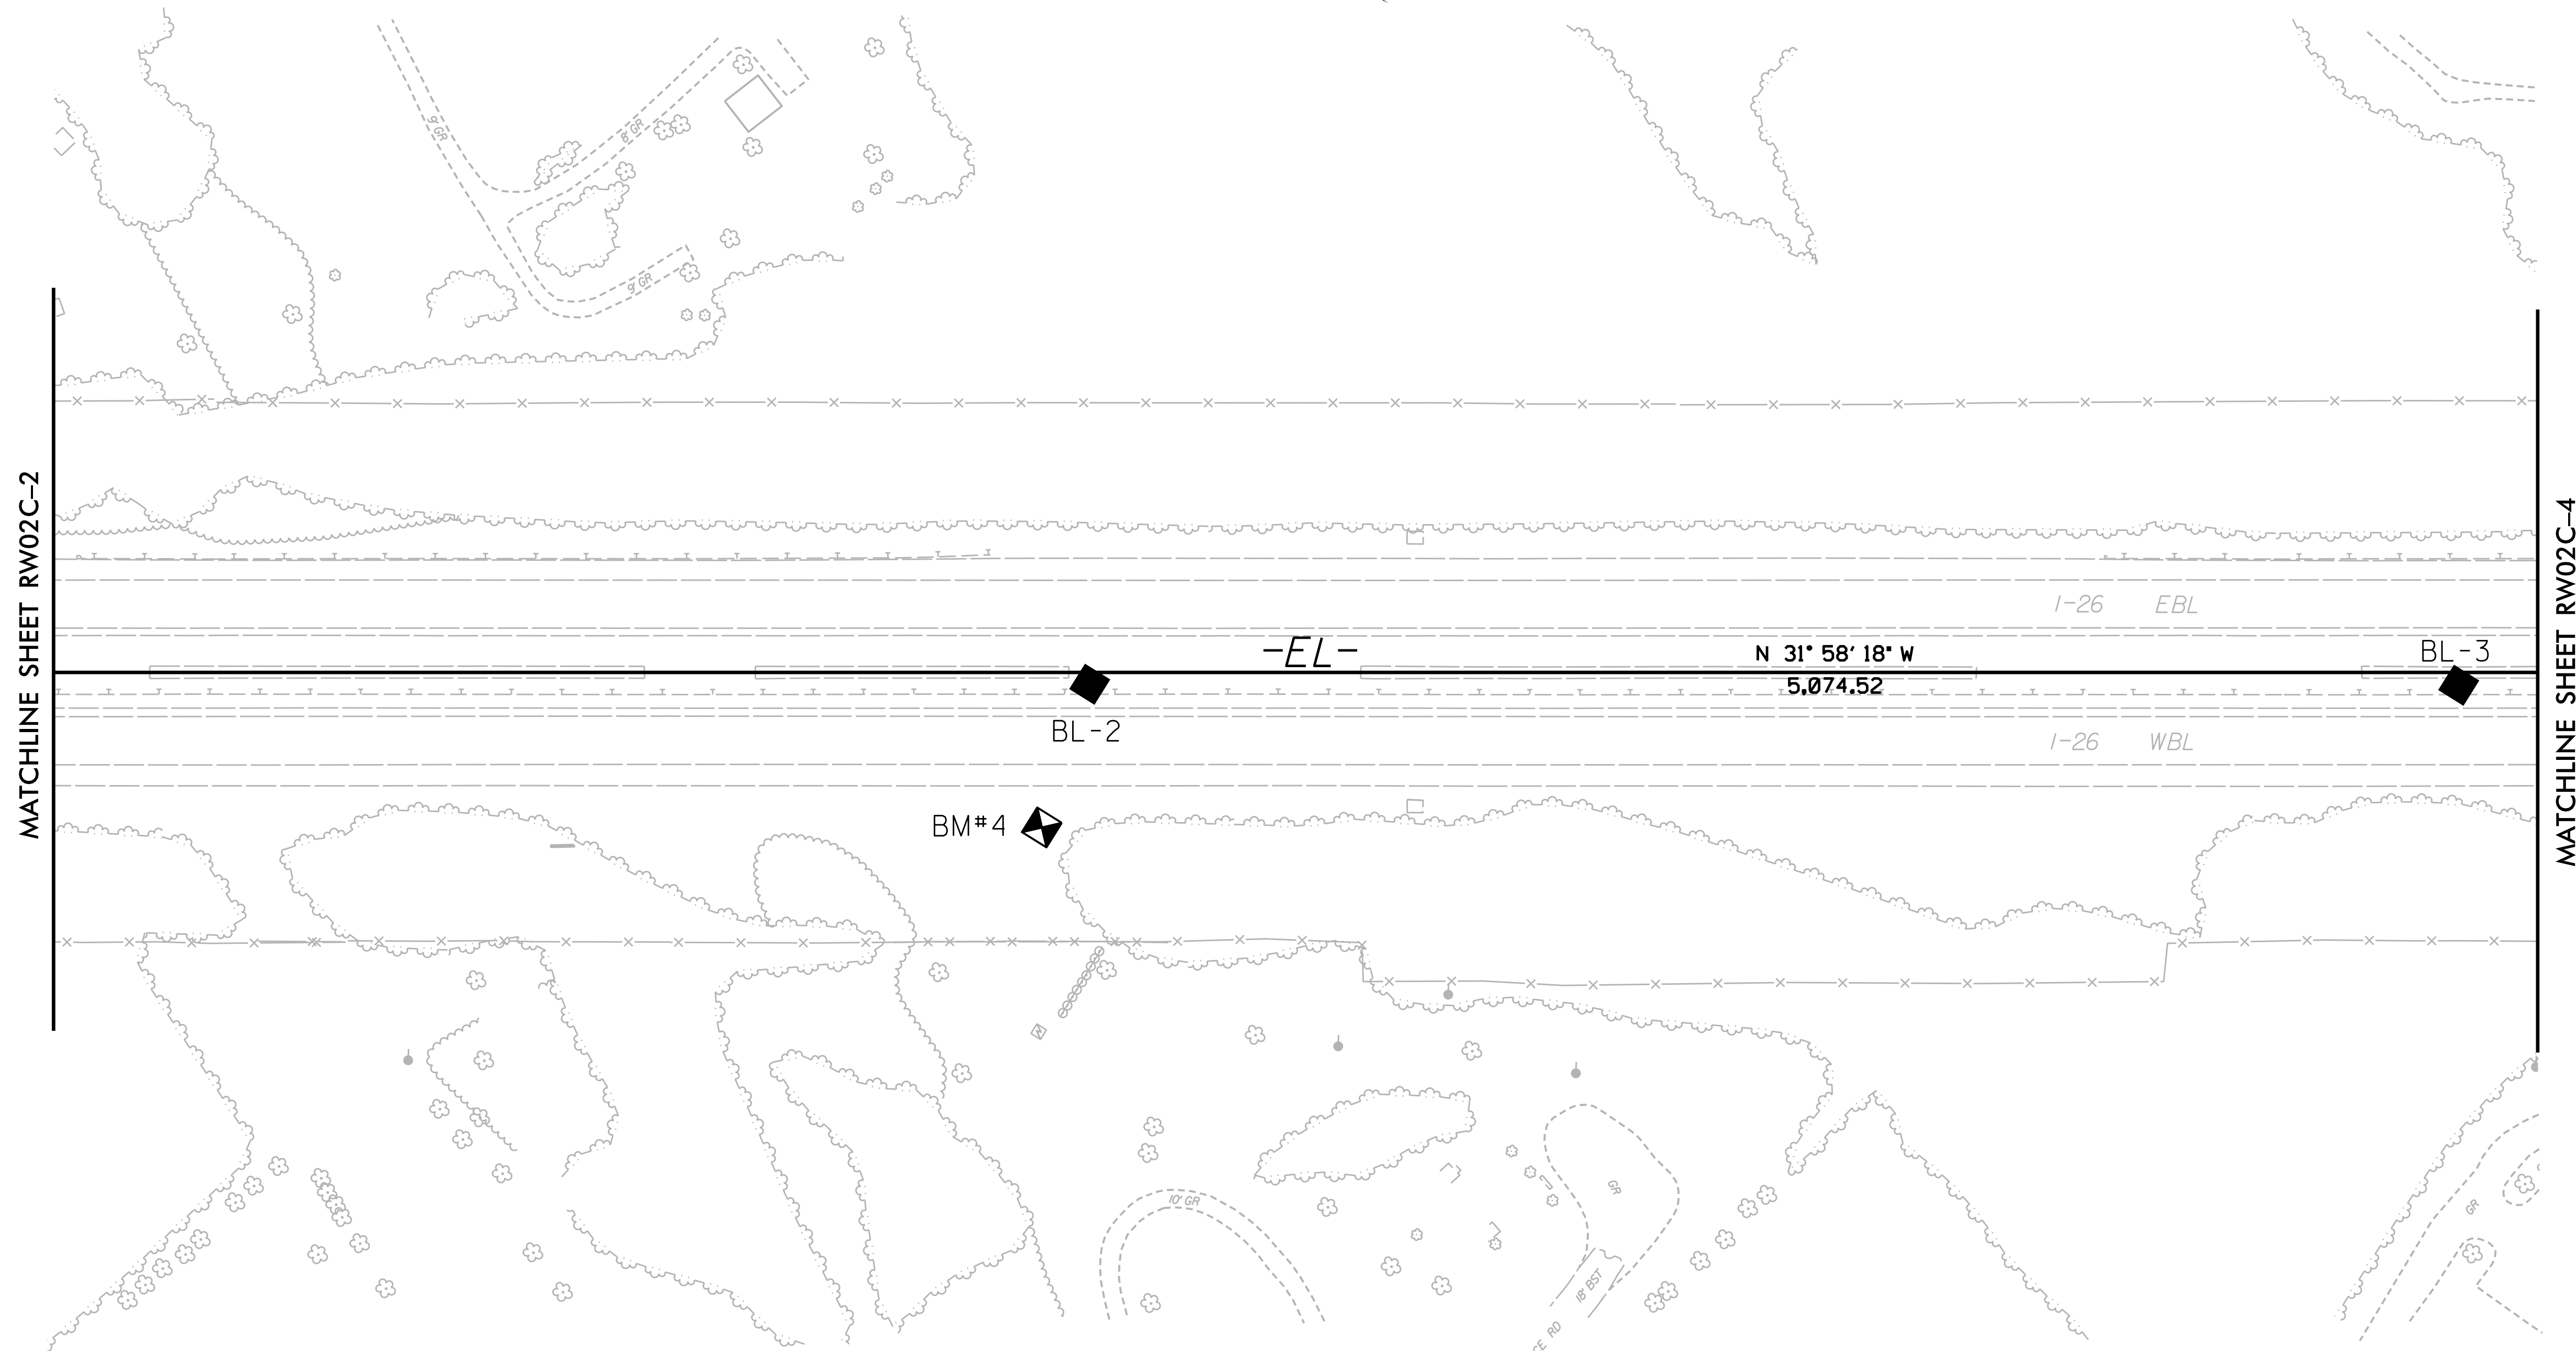 9' GR
8' GR
9' GR
MATCHLINE SHEET RW02C-2
MATCHLINE SHEET RW02C-4
I-26 EBL
-EL-
N 31° 58' 18" W
5,074.52
BL-3
BL-2
I-26 WBL
BM#4
10' GR
GR
GR
18' BST
RD